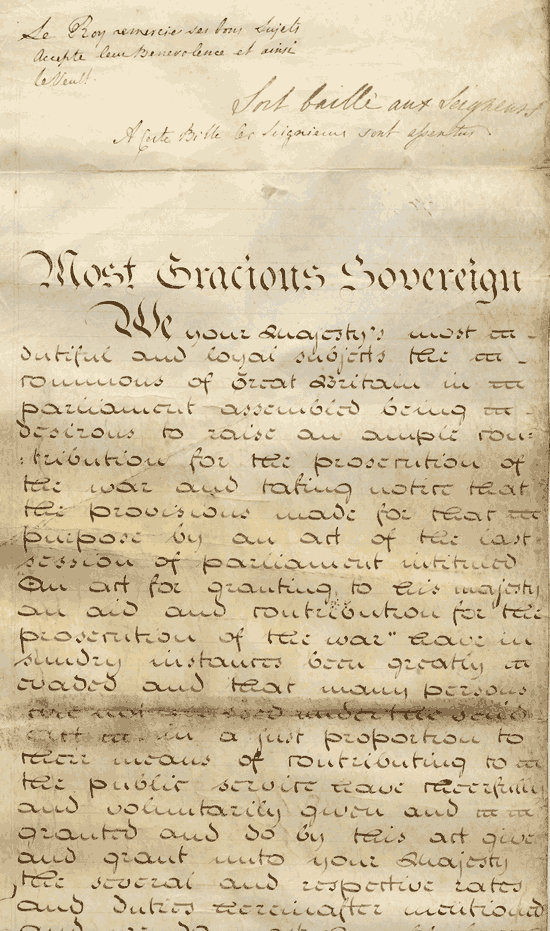 Le Roy remercie ses bons Sujets
Accepte leur Benevolence et ainsi
le Veult.
Soit baillé aux Seigneurs
A Ceste Bille les Seigneurs sont assentus
Most Gracious Sovereign
We your Majesty's most
dutiful and loyal subjects the
commons of Great Britain in
parliament assembled being
desirous to raise an ample con:
:tribution for the prosecution of
the war and taking notice that
the provisions made for that
purpose by an act of the last
session of parliament intituled
An act for granting to his majesty
an aid and contribution for the
prosecution of the war" have in
sundry instances been greatly
evaded and that many persons
are not assessed under the said
act in a just proportion to
their means of contributing to
the public service have cheerfully
and voluntarily given and
granted and do by this act give
and grant unto your Majesty
the several and respective rates
and duties hereinafter mentioned